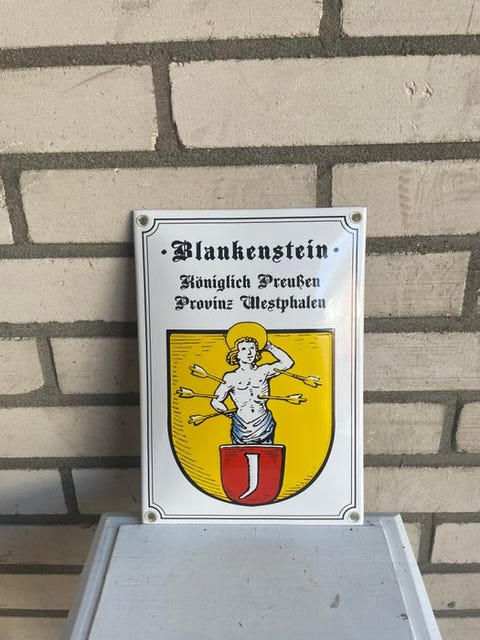 · Blankenstein ·
Königlich Preußen
Provinz Westphalen
J